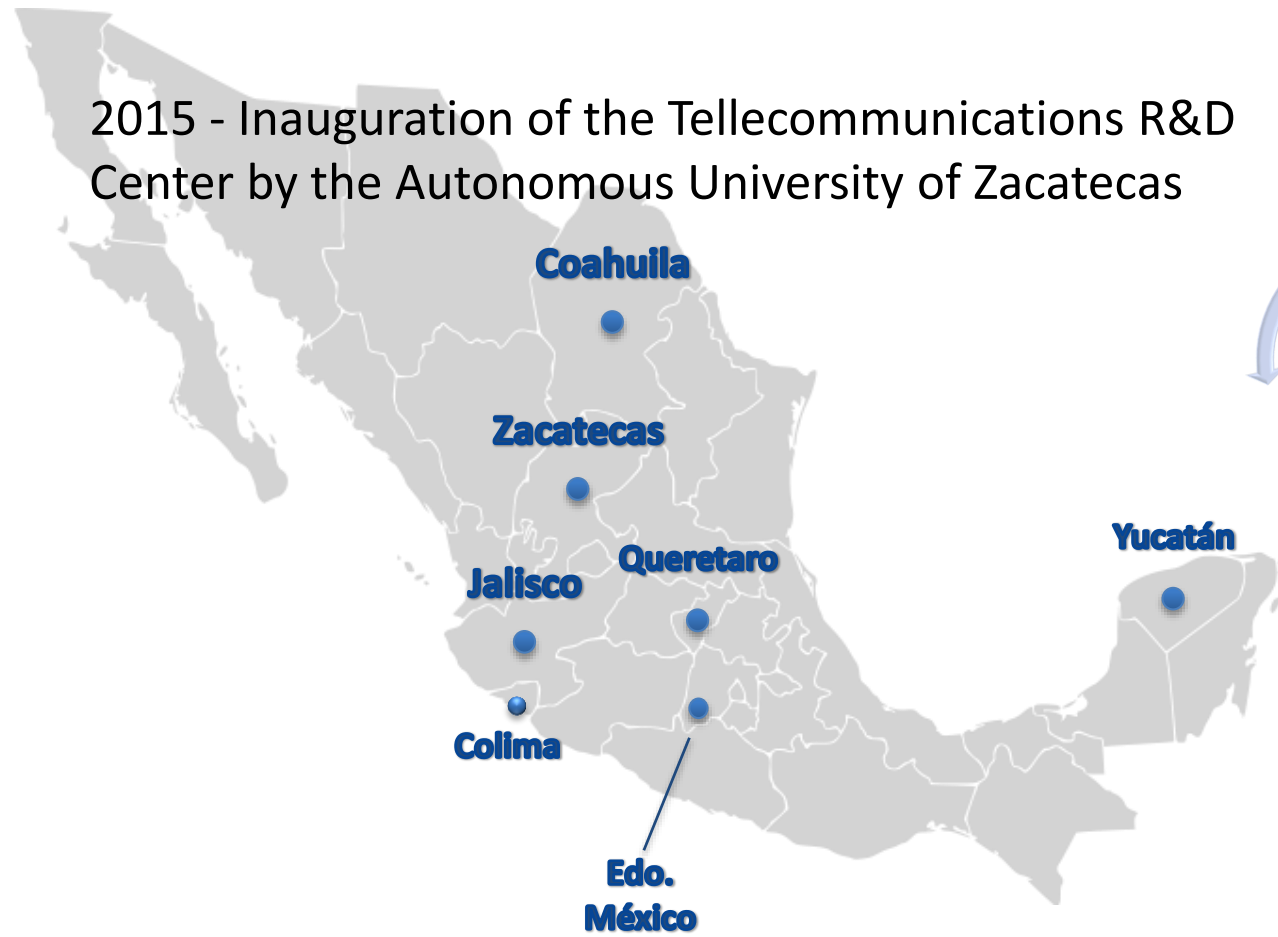 2015 - Inauguration of the Tellecommunications R&D
Center by the Autonomous University of Zacatecas
Coahuila
Zacatecas
Yucatán
Queretaro
Jalisco
Colima
Edo.
México